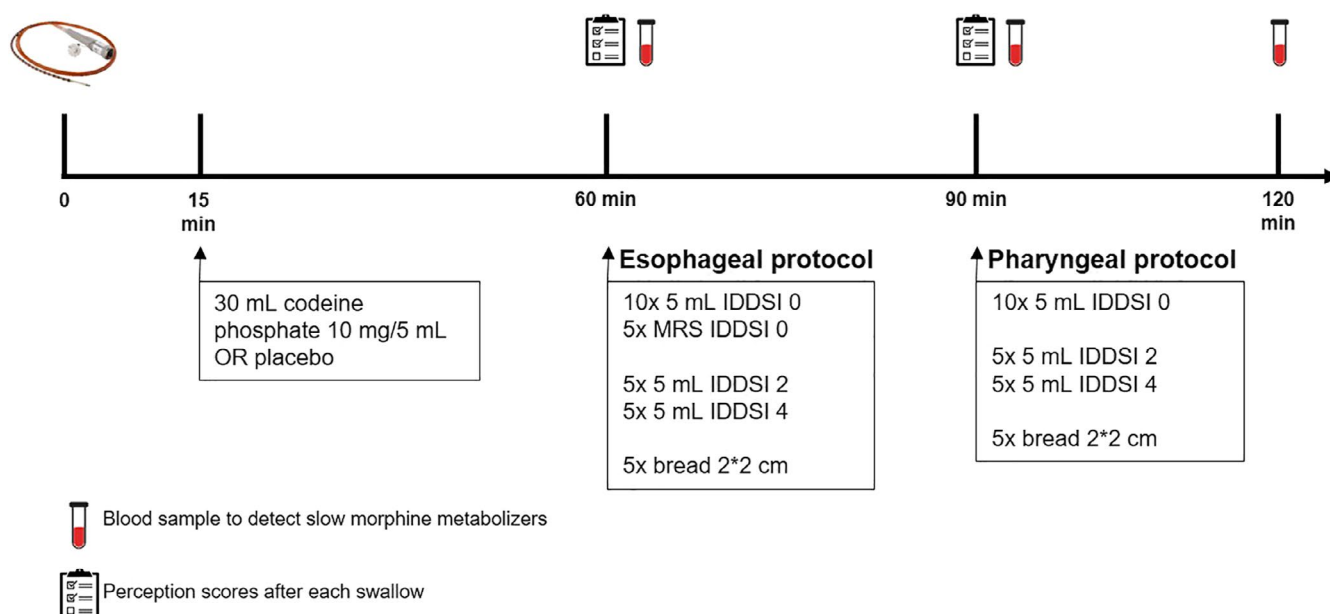 0
15
min
60 min
90 min
120
min
30 mL codeine
phosphate 10 mg/5 mL
OR placebo
Esophageal protocol
10x 5 mL IDDSI 0
5x MRS IDDSI 0
5x 5 mL IDDSI 2
5x 5 mL IDDSI 4
5x bread 2*2 cm
Pharyngeal protocol
10x 5 mL IDDSI 0
5x 5 mL IDDSI 2
5x 5 mL IDDSI 4
5x bread 2*2 cm
Blood sample to detect slow morphine metabolizers
Perception scores after each swallow